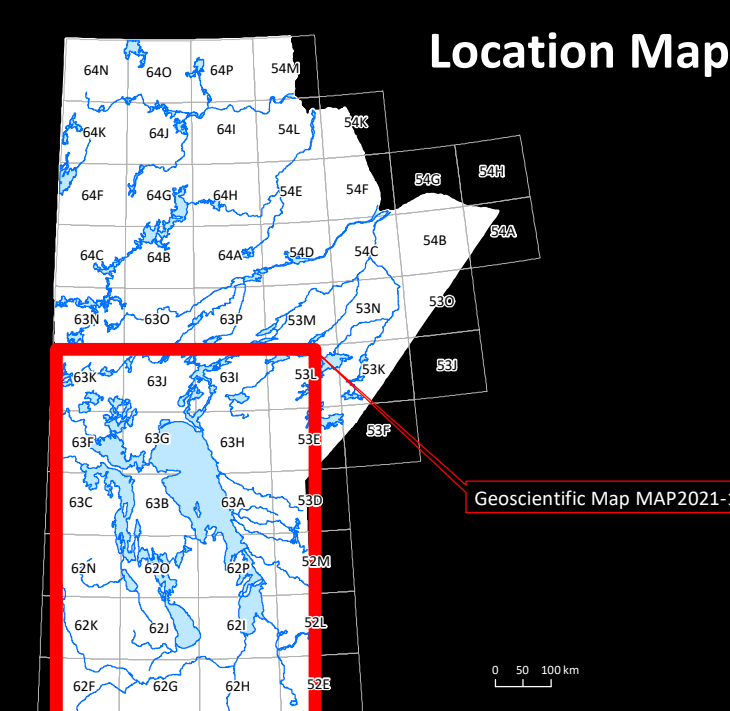 Location Map
64N 64O 64P 54M
64K 64J 64I 54L 54K
64F 64G 64H 54E 54F 54G 54H
64C 64B 64A 54D 54C 54B 54A
63N 63O 63P 53M 53N 53O
63K 63J 63I 53L 53K 53J
63F 63G 63H 53E 53F
63C 63B 63A 53D
Geoscientific Map MAP2021-
62N 62O 62P 52M
62K 62J 62I 52L
0 50 100 km
62F 62G 62H 52E